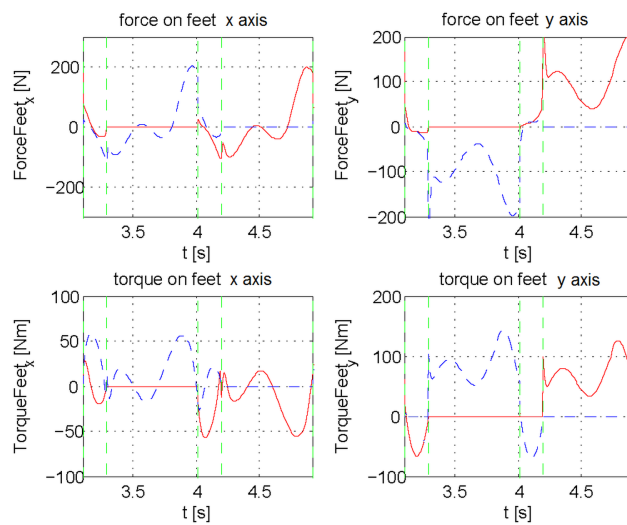 force on feet x axis
ForceFeet_x [N]
200
0
−200
3.5
4
4.5
t [s]
force on feet y axis
ForceFeet_y [N]
200
100
0
−100
−200
3.5
4
4.5
t [s]
torque on feet x axis
TorqueFeet_x [Nm]
100
50
0
−50
−100
3.5
4
4.5
t [s]
torque on feet y axis
TorqueFeet_y [Nm]
200
100
0
−100
3.5
4
4.5
t [s]